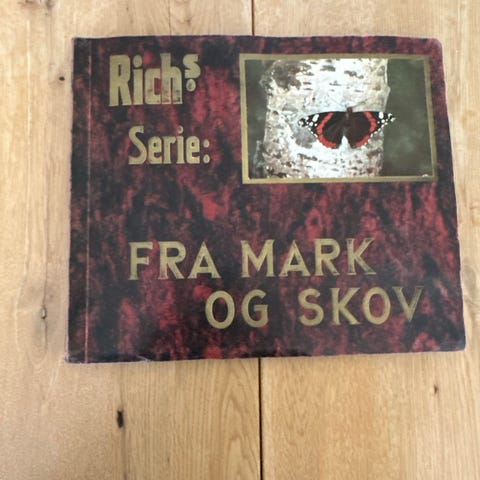 Richs
Serie:
FRA MARK
OG SKOV